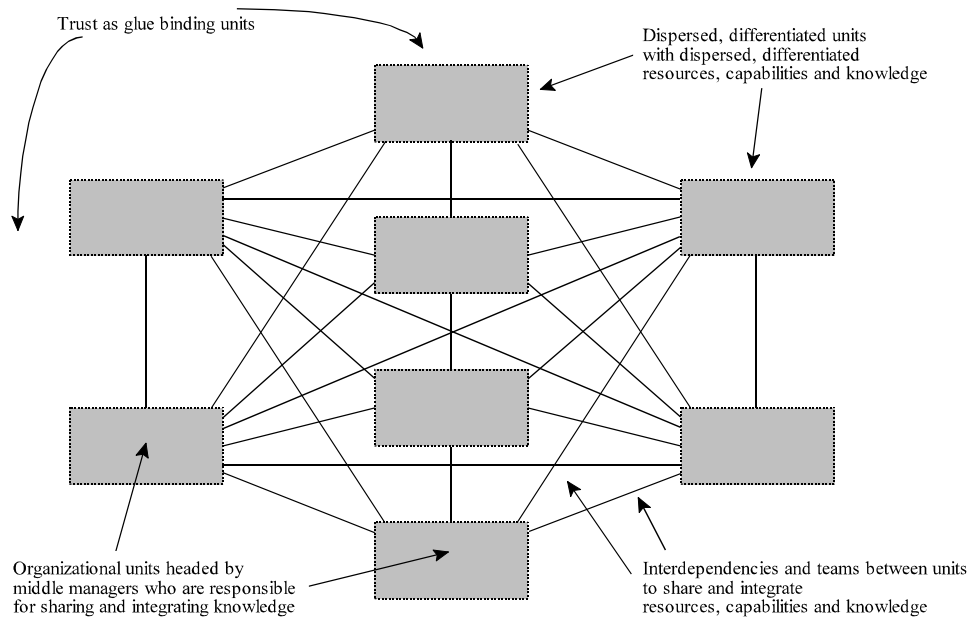 Trust as glue binding units
Dispersed, differentiated units
with dispersed, differentiated
resources, capabilities and knowledge
Organizational units headed by
middle managers who are responsible
for sharing and integrating knowledge
Interdependencies and teams between units
to share and integrate
resources, capabilities and knowledge